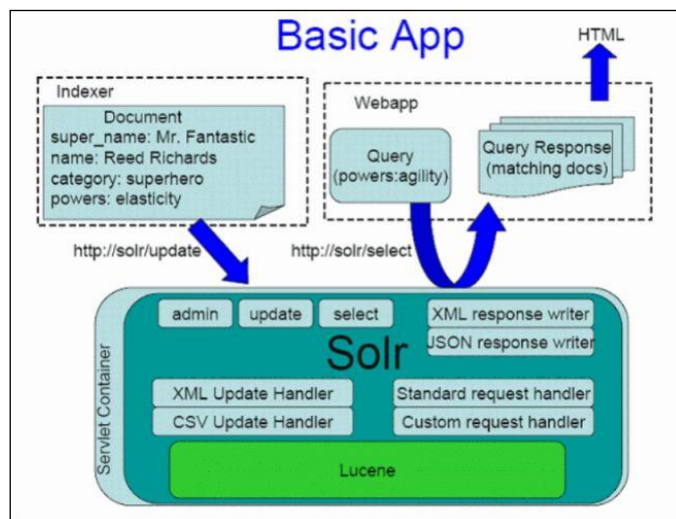 Basic App
HTML
Indexer
Document
super_name: Mr. Fantastic
name: Reed Richards
category: superhero
powers: elasticity
Webapp
Query
(powers:agility)
Query Response
(matching docs)
http://solr/update
http://solr/select
Servlet Container
admin
update
select
XML response writer
JSON response writer
Solr
XML Update Handler
CSV Update Handler
Standard request handler
Custom request handler
Lucene